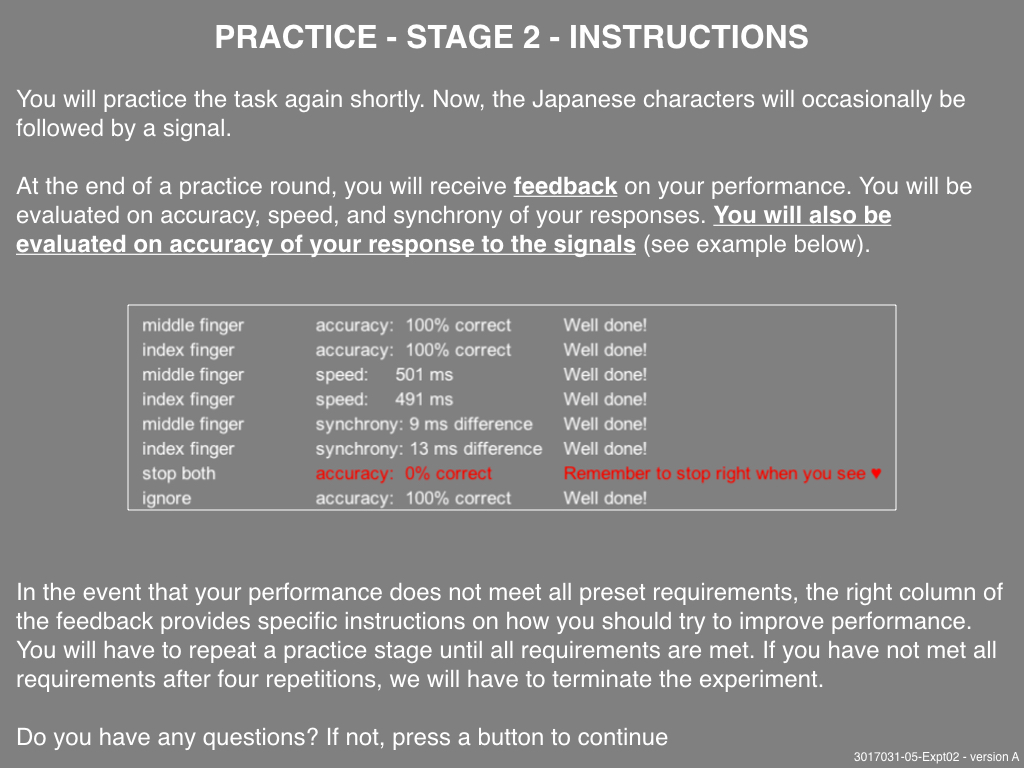 PRACTICE - STAGE 2 - INSTRUCTIONS
You will practice the task again shortly. Now, the Japanese characters will occasionally be
followed by a signal.
At the end of a practice round, you will receive feedback on your performance. You will be
evaluated on accuracy, speed, and synchrony of your responses. You will also be
evaluated on accuracy of your response to the signals (see example below).
middle finger accuracy: 100% correct Well done!
index finger accuracy: 100% correct Well done!
middle finger speed: 501 ms Well done!
index finger speed: 491 ms Well done!
middle finger synchrony: 9 ms difference Well done!
index finger synchrony: 13 ms difference Well done!
stop both accuracy: 0% correct Remember to stop right when you see ♥
ignore accuracy: 100% correct Well done!
In the event that your performance does not meet all preset requirements, the right column of
the feedback provides specific instructions on how you should try to improve performance.
You will have to repeat a practice stage until all requirements are met. If you have not met all
requirements after four repetitions, we will have to terminate the experiment.
Do you have any questions? If not, press a button to continue
3017031-05-Expt02 - version A